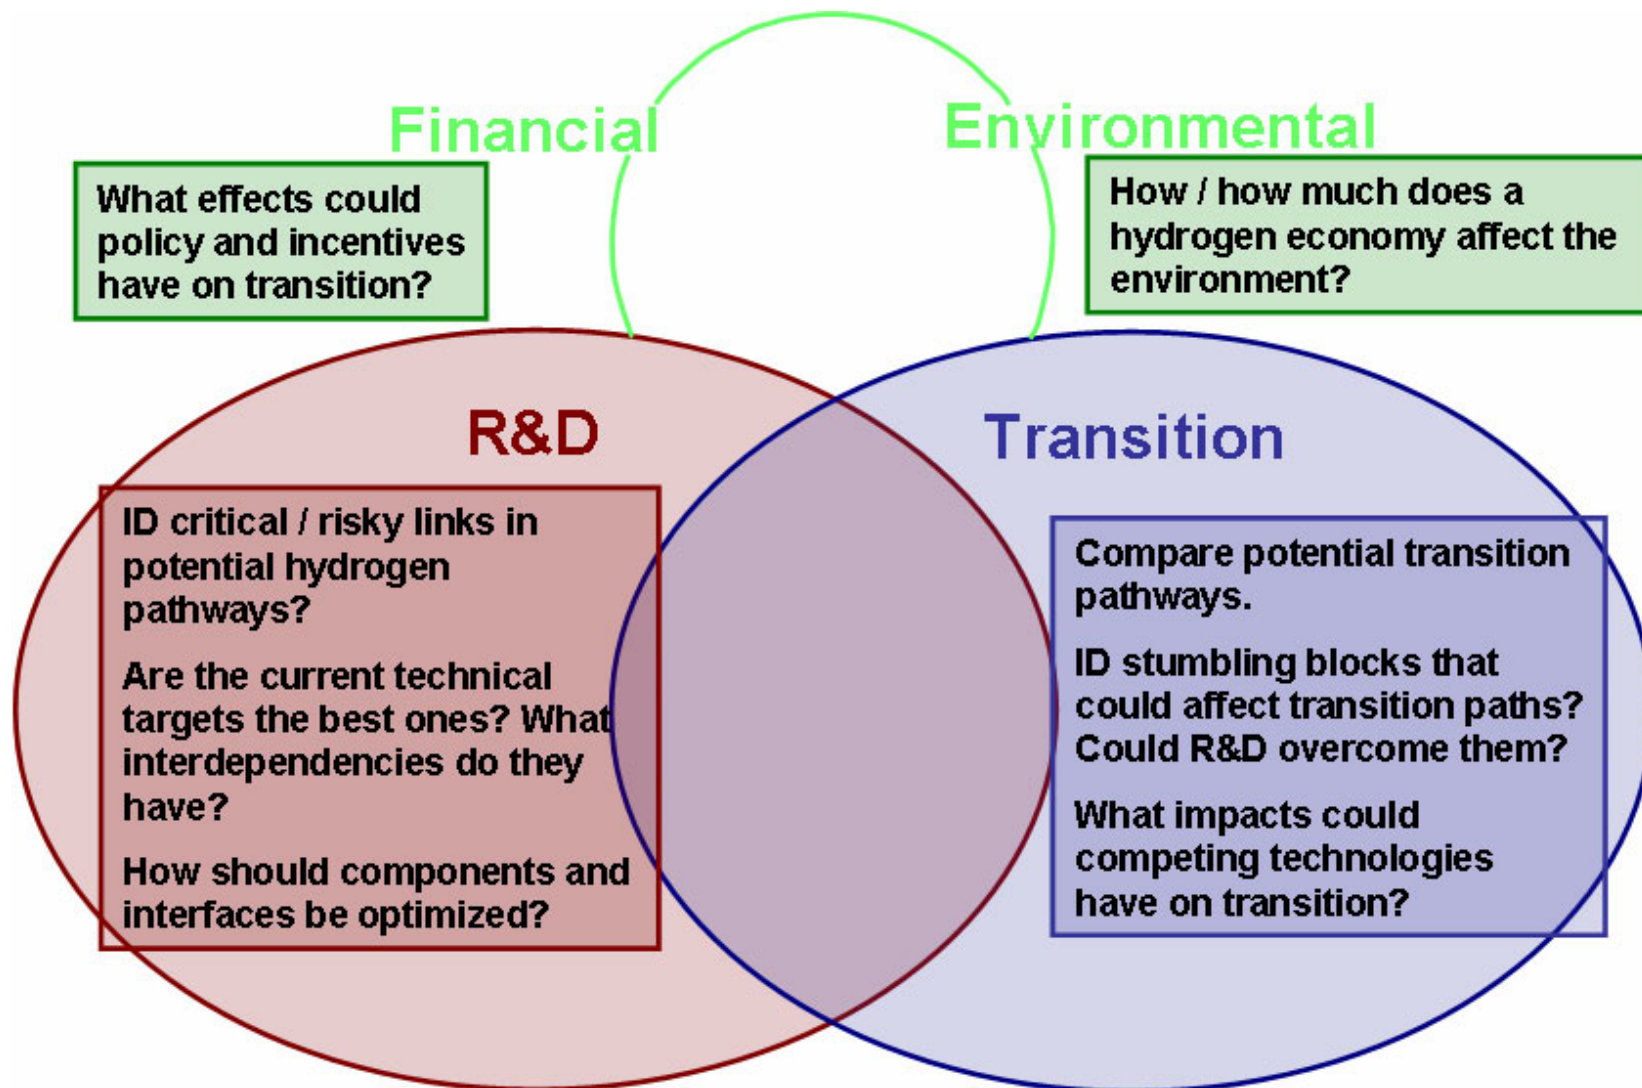 Financial
Environmental
What effects could
policy and incentives
have on transition?
How / how much does a
hydrogen economy affect the
environment?
R&D
Transition
ID critical / risky links in
potential hydrogen
pathways?
Are the current technical
targets the best ones? What
interdependencies do they
have?
How should components and
interfaces be optimized?
Compare potential transition
pathways.
ID stumbling blocks that
could affect transition paths?
Could R&D overcome them?
What impacts could
competing technologies
have on transition?